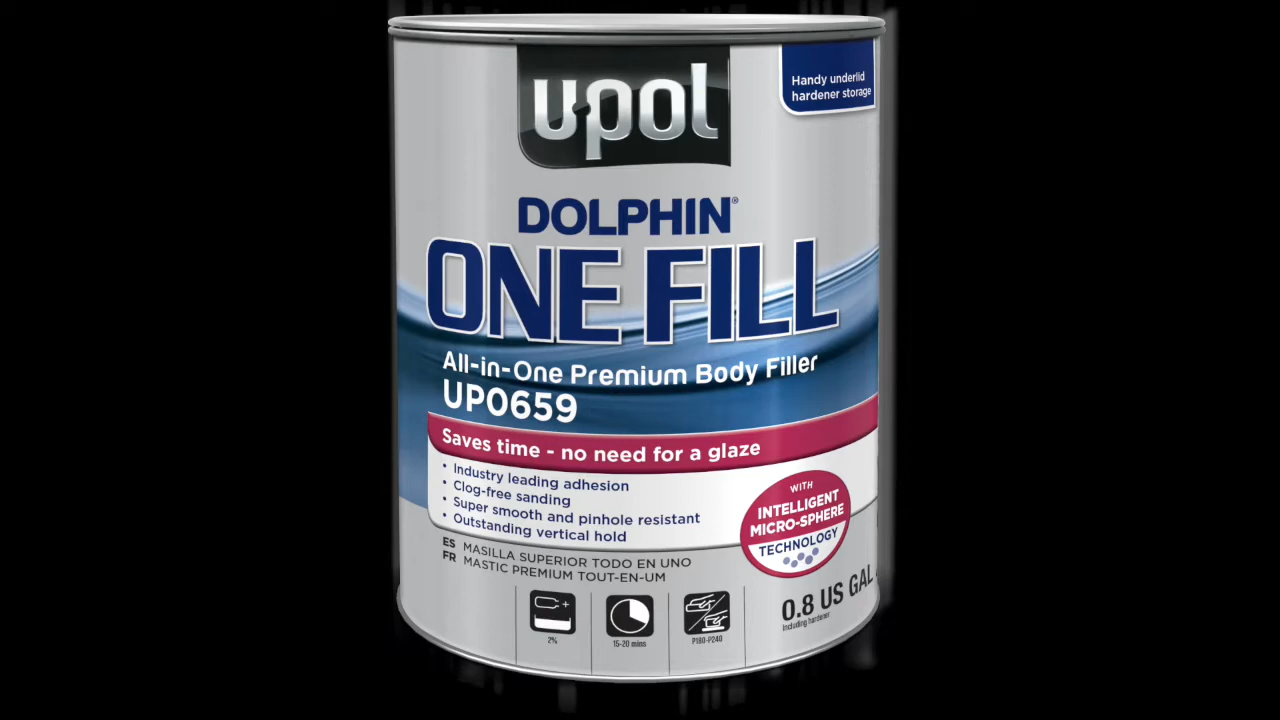 upol
Handy underlid
hardener storage
DOLPHIN®
ONE FILL
All-in-One Premium Body Filler
UP0659
Saves time - no need for a glaze
• Industry leading adhesion
• Clog-free sanding
• Super smooth and pinhole resistant
• Outstanding vertical hold
WITH
INTELLIGENT
MICRO-SPHERE
TECHNOLOGY
ES MASILLA SUPERIOR TODO EN UNO
FR MASTIC PREMIUM TOUT-EN-UM
2%
15-20 mins
P180-P240
0.8 US GAL
Including hardener